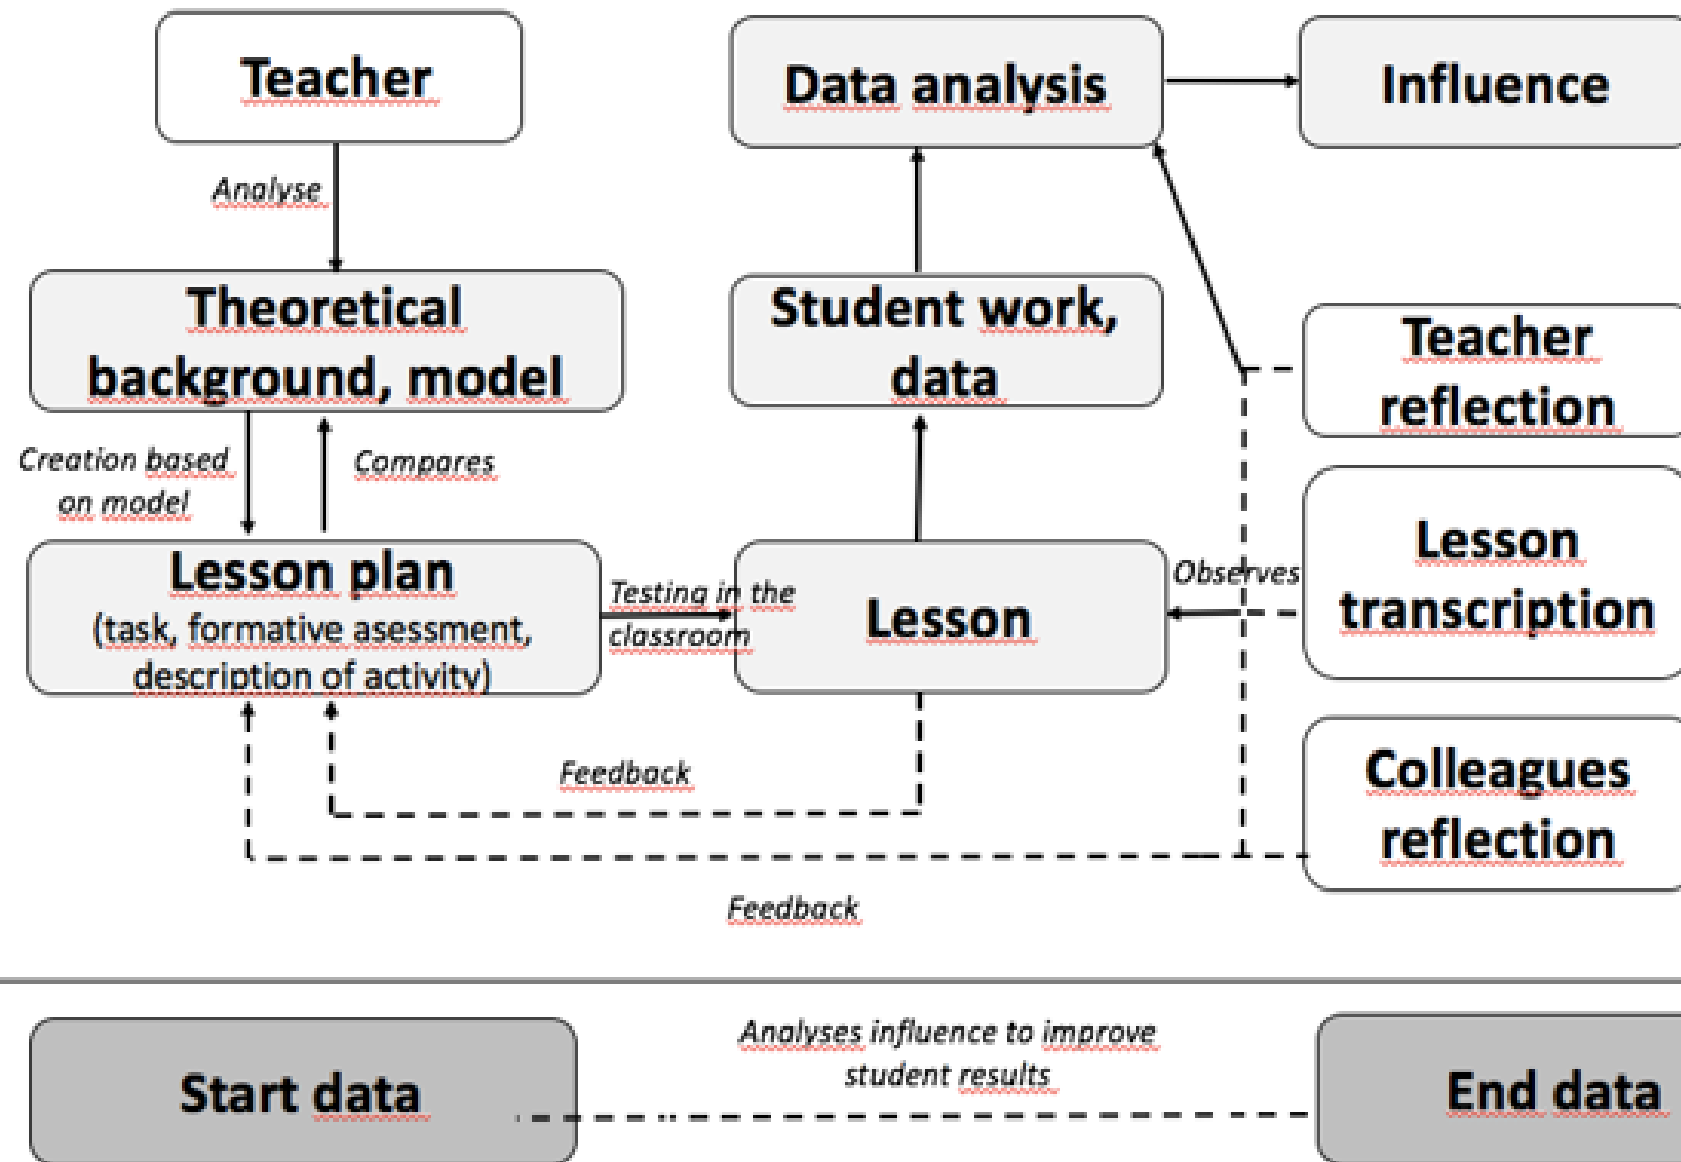 Teacher
Data analysis
Influence
Analyse
Theoretical
background, model
Student work,
data
Teacher
reflection
Creation based
on model
Compares
Lesson plan
(task, formative asessment,
description of activity)
Testing in the
classroom
Lesson
Observes
Lesson
transcription
Feedback
Colleagues
reflection
Feedback
Start data
Analyses influence to improve
student results
End data